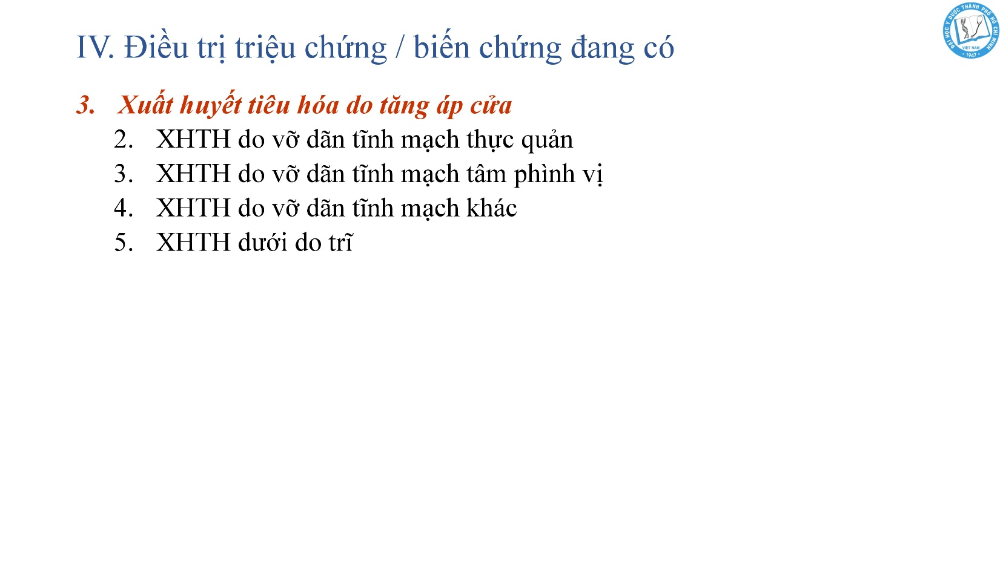 IV. Điều trị triệu chứng / biến chứng đang có
3. Xuất huyết tiêu hóa do tăng áp cửa
2. XHTH do vỡ dãn tĩnh mạch thực quản
3. XHTH do vỡ dãn tĩnh mạch tâm phình vị
4. XHTH do vỡ dãn tĩnh mạch khác
5. XHTH dưới do trĩ
ĐẠI HỌC Y DƯỢC THÀNH PHỐ HỒ CHÍ MINH
VIỆT NAM
1947